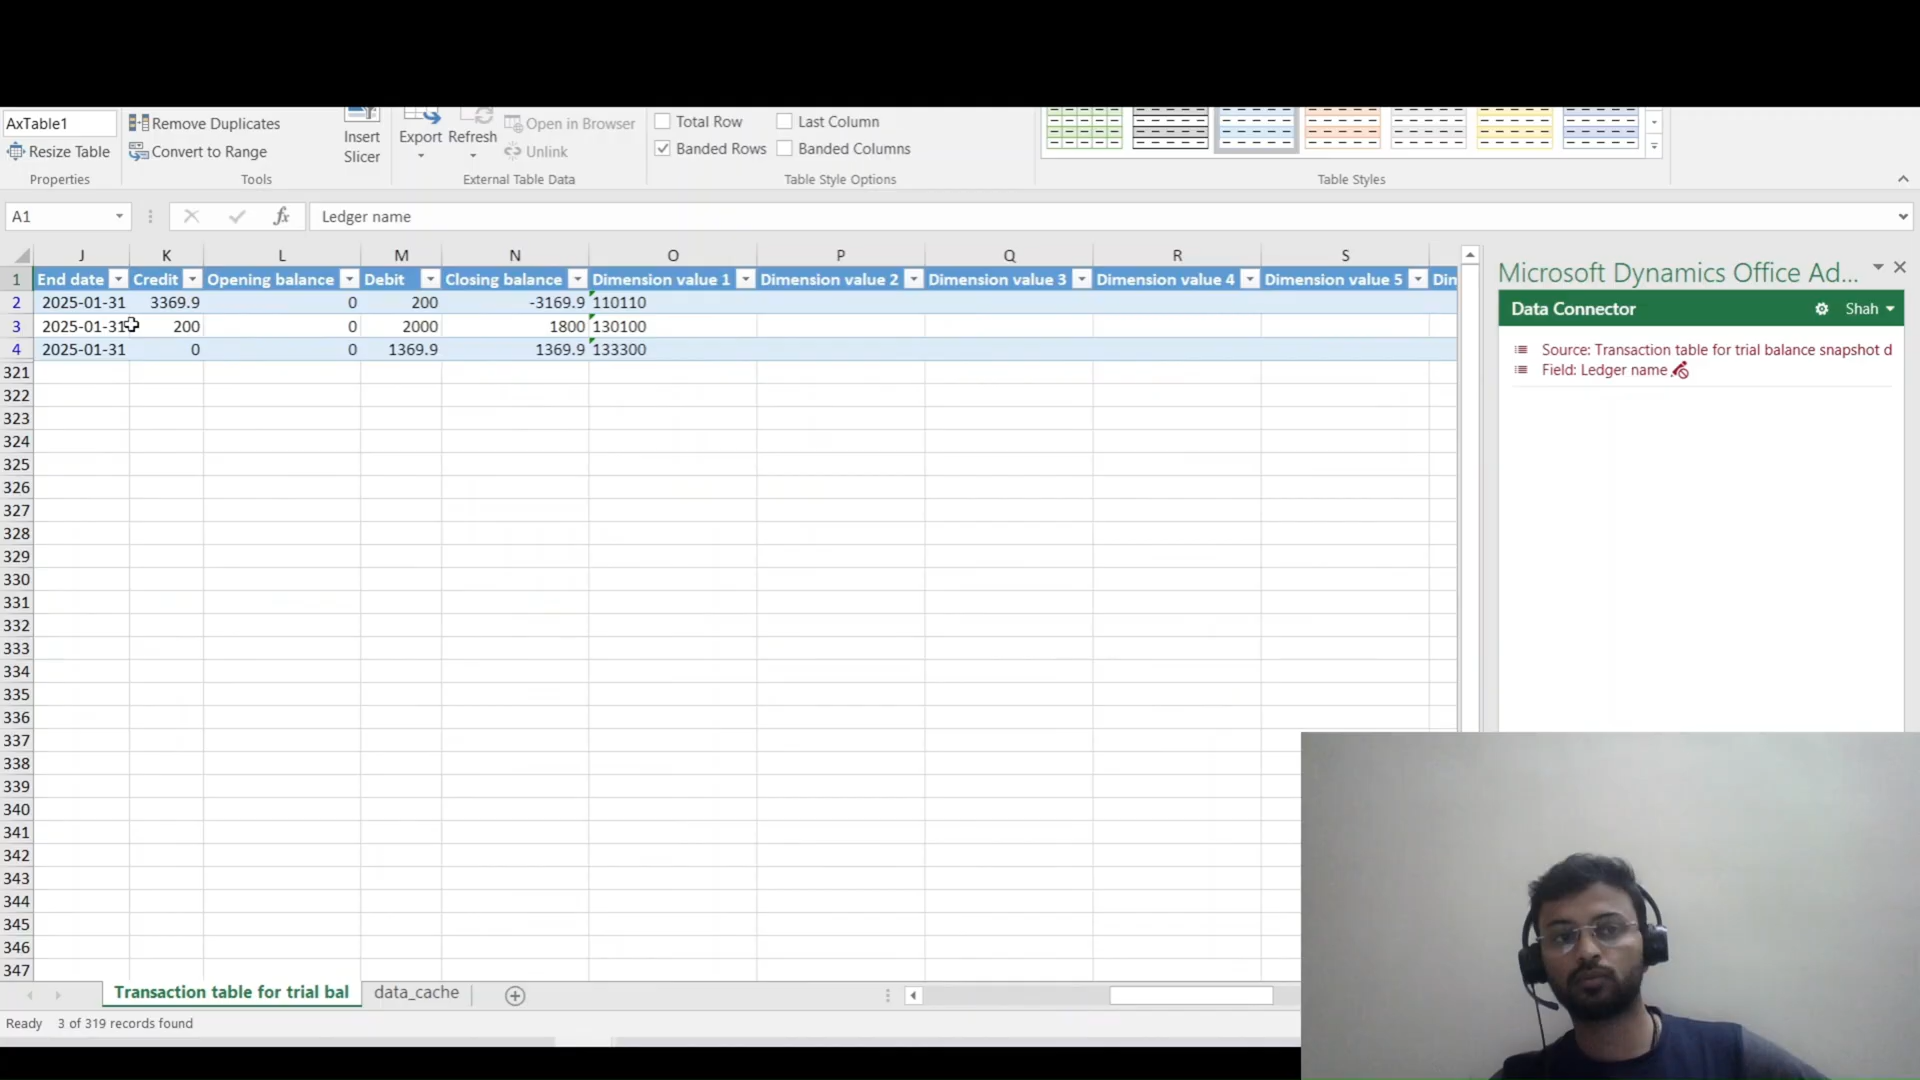 AxTable1
Resize Table
Properties
Remove Duplicates
Convert to Range
Tools
Insert
Slicer
Export
Refresh
Open in Browser
Unlink
External Table Data
Total Row
Last Column
Banded Rows
Banded Columns
Table Style Options
Table Styles
A1
fx
Ledger name
J K L M N O P Q R S
1 End date Credit Opening balance Debit Closing balance Dimension value 1 Dimension value 2 Dimension value 3 Dimension value 4 Dimension value 5 Din
2 2025-01-31 3369.9 0 200 -3169.9 110110
3 2025-01-31 200 0 2000 1800 130100
4 2025-01-31 0 0 1369.9 1369.9 133300
321
322
323
324
325
326
327
328
329
330
331
332
333
334
335
336
337
338
339
340
341
342
343
344
345
346
347
Microsoft Dynamics Office Ad...
Data Connector
Shah
Source: Transaction table for trial balance snapshot d
Field: Ledger name
Transaction table for trial bal
data_cache
Ready 3 of 319 records found